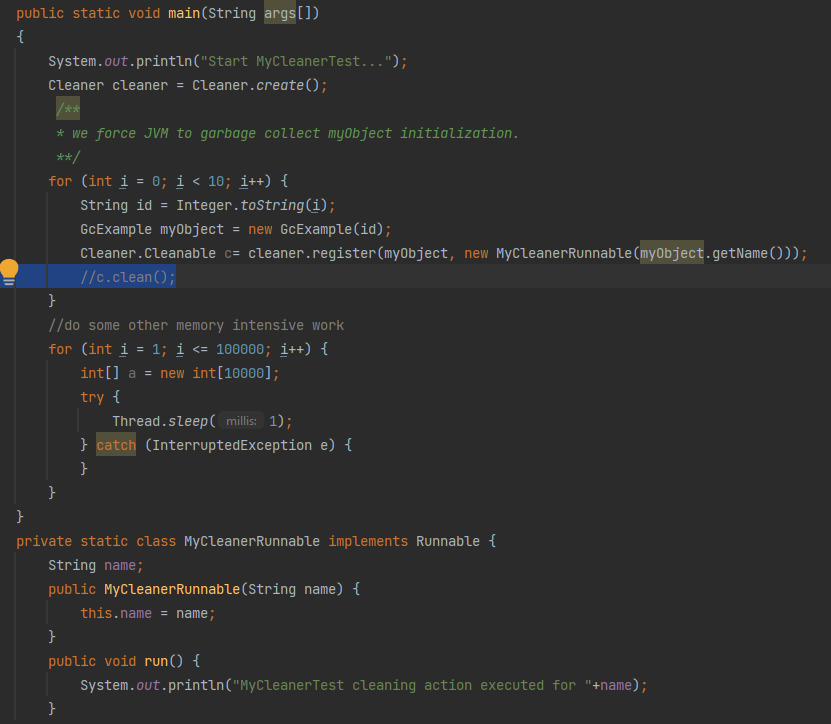 public static void main(String args[])
{
    System.out.println("Start MyCleanerTest...");
    Cleaner cleaner = Cleaner.create();
     /**
     * we force JVM to garbage collect myObject initialization.
     **/
    for (int i = 0; i < 10; i++) {
        String id = Integer.toString(i);
        GcExample myObject = new GcExample(id);
        Cleaner.Cleanable c= cleaner.register(myObject, new MyCleanerRunnable(myObject.getName()));
        //c.clean();
    }
    //do some other memory intensive work
    for (int i = 1; i <= 100000; i++) {
        int[] a = new int[10000];
        try {
            Thread.sleep( millis: 1);
        } catch (InterruptedException e) {
        }
    }
}
private static class MyCleanerRunnable implements Runnable {
    String name;
    public MyCleanerRunnable(String name) {
        this.name = name;
    }
    public void run() {
        System.out.println("MyCleanerTest cleaning action executed for "+name);
    }